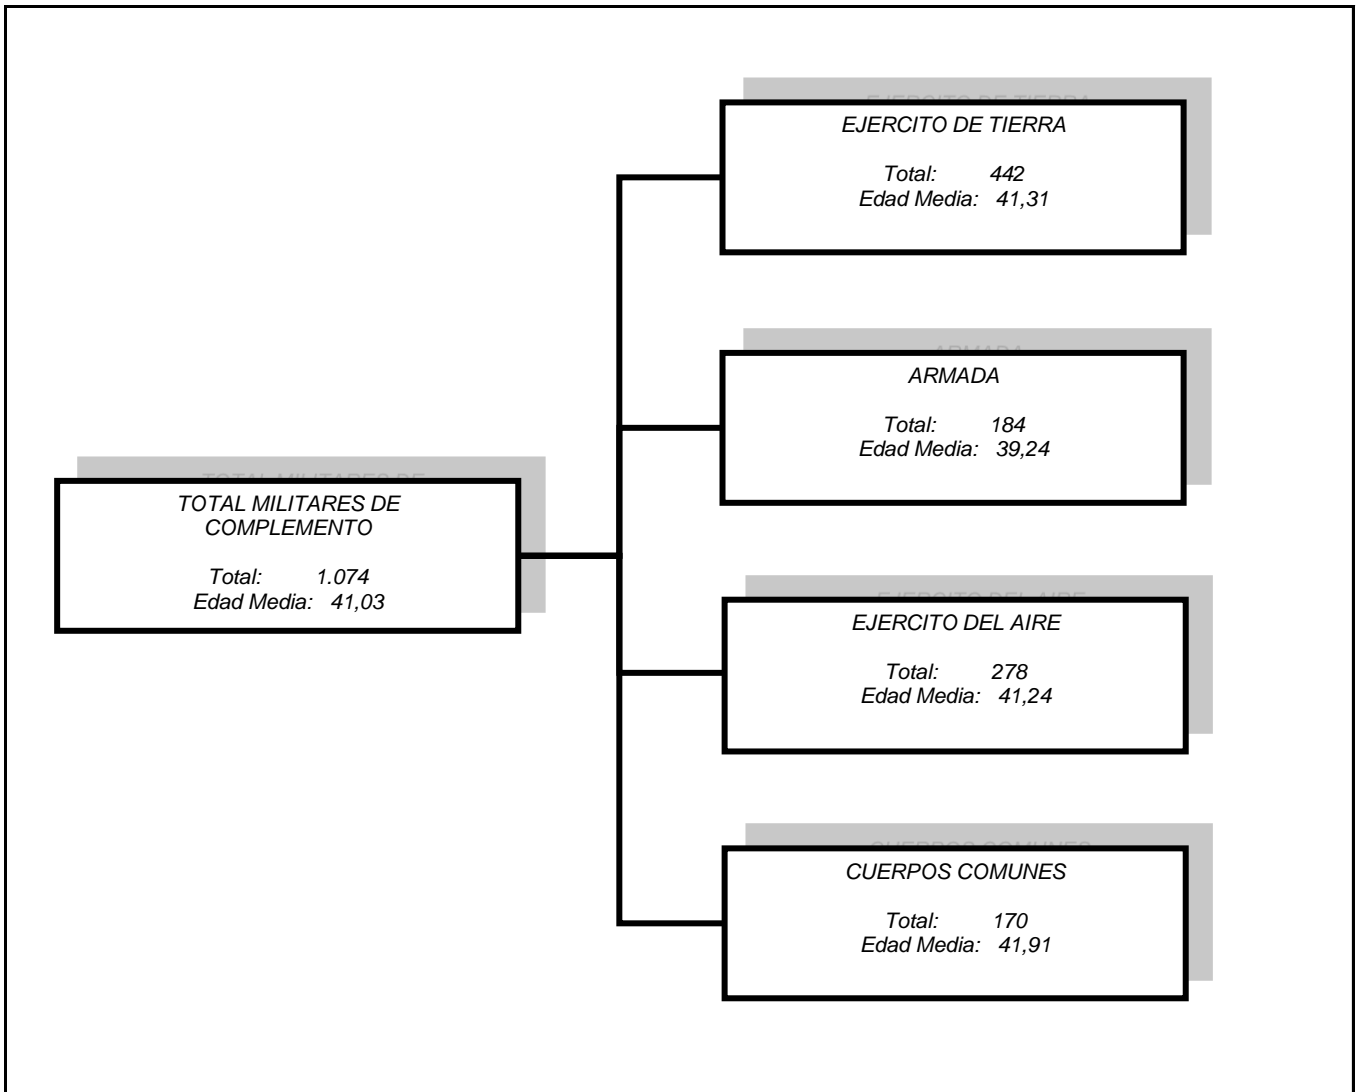 EJERCITO DE TIERRA
Total: 442
Edad Media: 41,31
ARMADA
Total: 184
Edad Media: 39,24
TOTAL MILITARES DE
COMPLEMENTO
Total: 1.074
Edad Media: 41,03
EJERCITO DEL AIRE
Total: 278
Edad Media: 41,24
CUERPOS COMUNES
Total: 170
Edad Media: 41,91